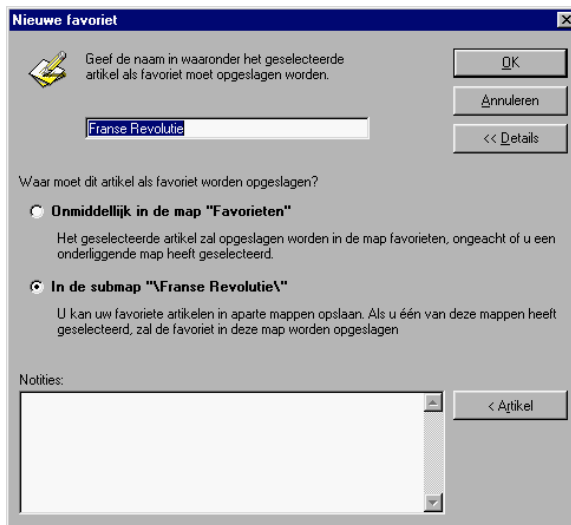 Nieuwe favoriet
Geef de naam in waaronder het geselecteerde
artikel als favoriet moet opgeslagen worden.
OK
Annuleren
<< Details
Franse Revolutie
Waar moet dit artikel als favoriet worden opgeslagen?
Onmiddellijk in de map "Favorieten"
Het geselecteerde artikel zal opgeslagen worden in de map favorieten, ongeacht of u een
onderliggende map heeft geselecteerd.
In de submap "\Franse Revolutie\"
U kan uw favoriete artikelen in aparte mappen opslaan. Als u één van deze mappen heeft
geselecteerd, zal de favoriet in deze map worden opgeslagen
Notities:
< Artikel